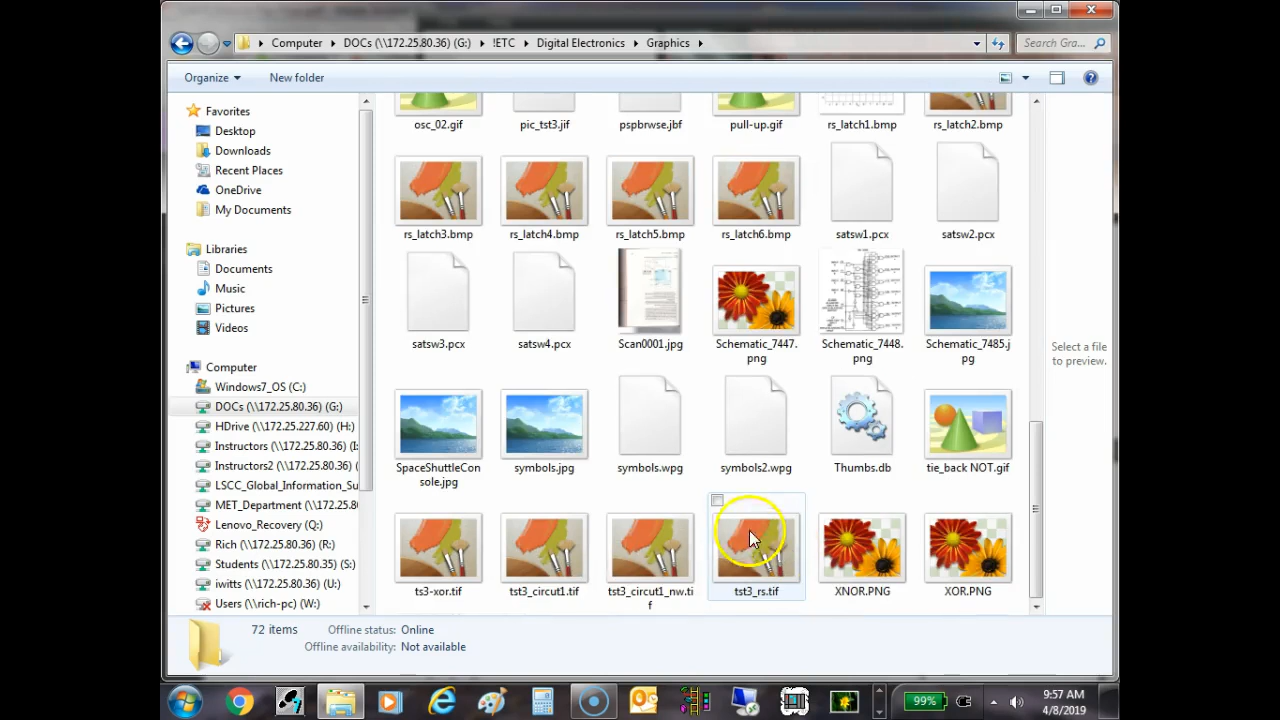 Computer DOCs (\\172.25.80.36) (G:) !ETC Digital Electronics Graphics
Search Gra...
Organize New folder
Favorites
Desktop
Downloads
Recent Places
OneDrive
My Documents
Libraries
Documents
Music
Pictures
Videos
Computer
Windows7_OS (C:)
DOCs (\\172.25.80.36) (G:)
HDrive (\\172.25.227.60) (H:)
Instructors (\\172.25.80.36) (I:
Instructors2 (\\172.25.80.36)
LSCC_Global_Information_Su
MET_Department (\\172.25.80
Lenovo_Recovery (Q:)
Rich (\\172.25.80.36) (R:)
Students (\\172.25.80.36) (S:)
iwitts (\\172.25.80.36) (U:)
Users (\\rich-pc) (W:)
osc_02.gif pic_tst3.jif pspbrwse.jbf pull-up.gif rs_latch1.bmp rs_latch2.bmp
rs_latch3.bmp rs_latch4.bmp rs_latch5.bmp rs_latch6.bmp satsw1.pcx satsw2.pcx
satsw3.pcx satsw4.pcx Scan0001.jpg Schematic_7447. Schematic_7448. Schematic_7485.j
png png pg
SpaceShuttleCon symbols.jpg symbols.wpg symbols2.wpg Thumbs.db tie_back NOT.gif
sole.jpg
ts3-xor.tif tst3_circut1.tif tst3_circut1_nw.ti tst3_rs.tif XNOR.PNG XOR.PNG
f
Select a file
to preview.
72 items Offline status: Online
Offline availability: Not available
99%
9:57 AM
4/8/2019